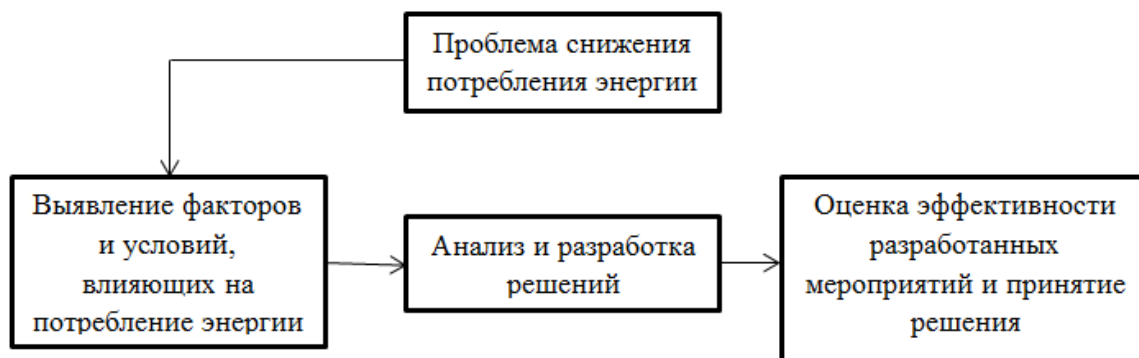 Проблема снижения
потребления энергии
Выявление факторов
и условий,
влияющих на
потребление энергии
Анализ и разработка
решений
Оценка эффективности
разработанных
мероприятий и принятие
решения